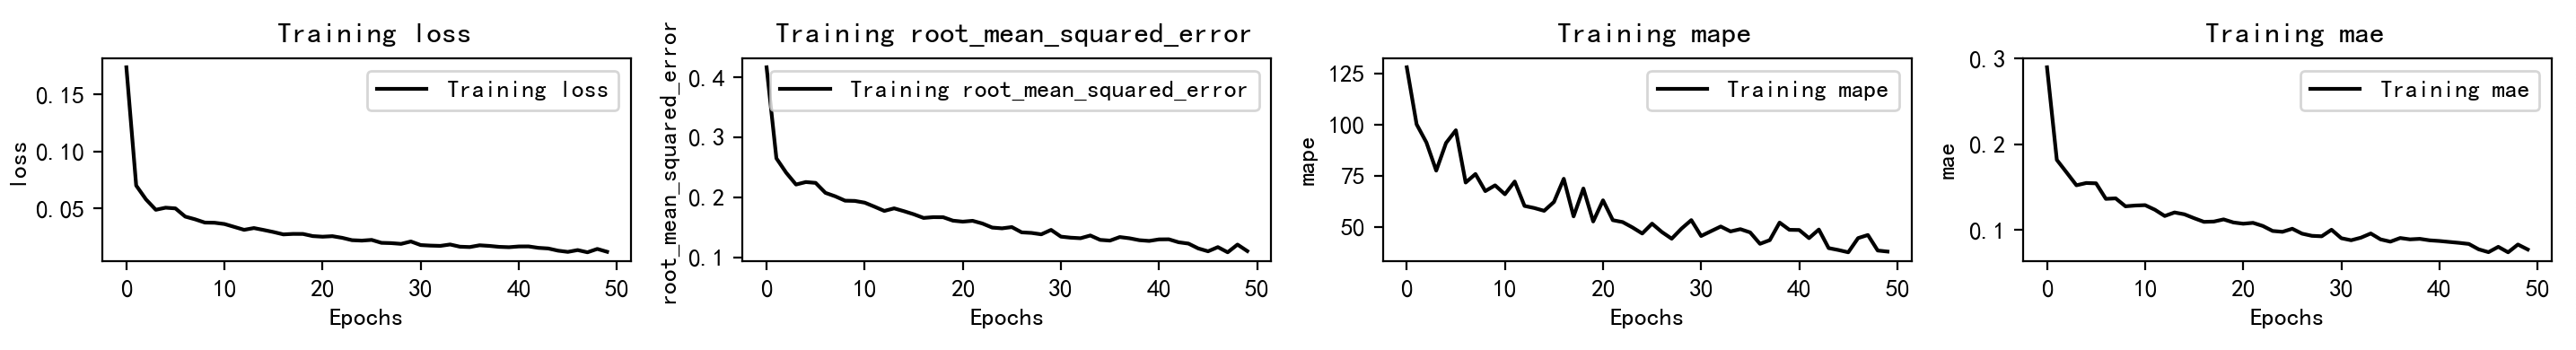 Training loss
Training loss
loss
0.15
0.10
0.05
0 10 20 30 40 50
Epochs
Training root_mean_squared_error
Training root_mean_squared_error
root_mean_squared_error
0.4
0.3
0.2
0.1
0 10 20 30 40 50
Epochs
Training mape
Training mape
mape
125
100
75
50
0 10 20 30 40 50
Epochs
Training mae
Training mae
mae
0.3
0.2
0.1
0 10 20 30 40 50
Epochs